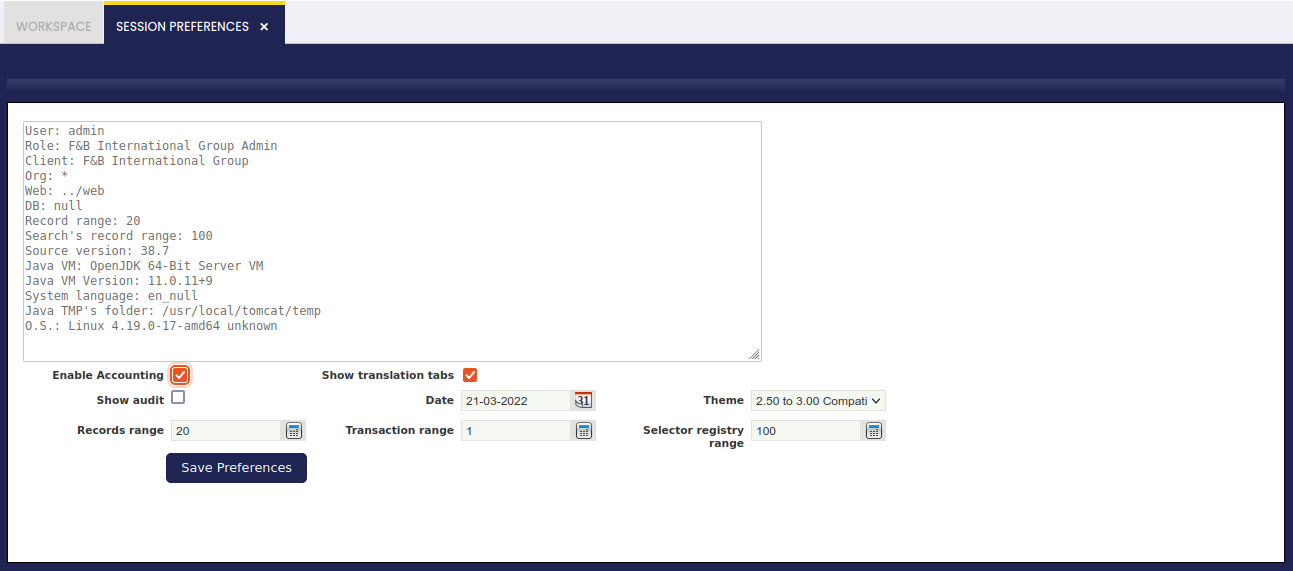 WORKSPACE
SESSION PREFERENCES ×
User: admin
Role: F&B International Group Admin
Client: F&B International Group
Org: *
Web: ../web
DB: null
Record range: 20
Search's record range: 100
Source version: 38.7
Java VM: OpenJDK 64-Bit Server VM
Java VM Version: 11.0.11+9
System language: en_null
Java TMP's folder: /usr/local/tomcat/temp
O.S.: Linux 4.19.0-17-amd64 unknown
Enable Accounting
Show translation tabs
Show audit
Date 21-03-2022 31
Theme 2.50 to 3.00 Compati
Records range 20
Transaction range 1
Selector registry
range 100
Save Preferences